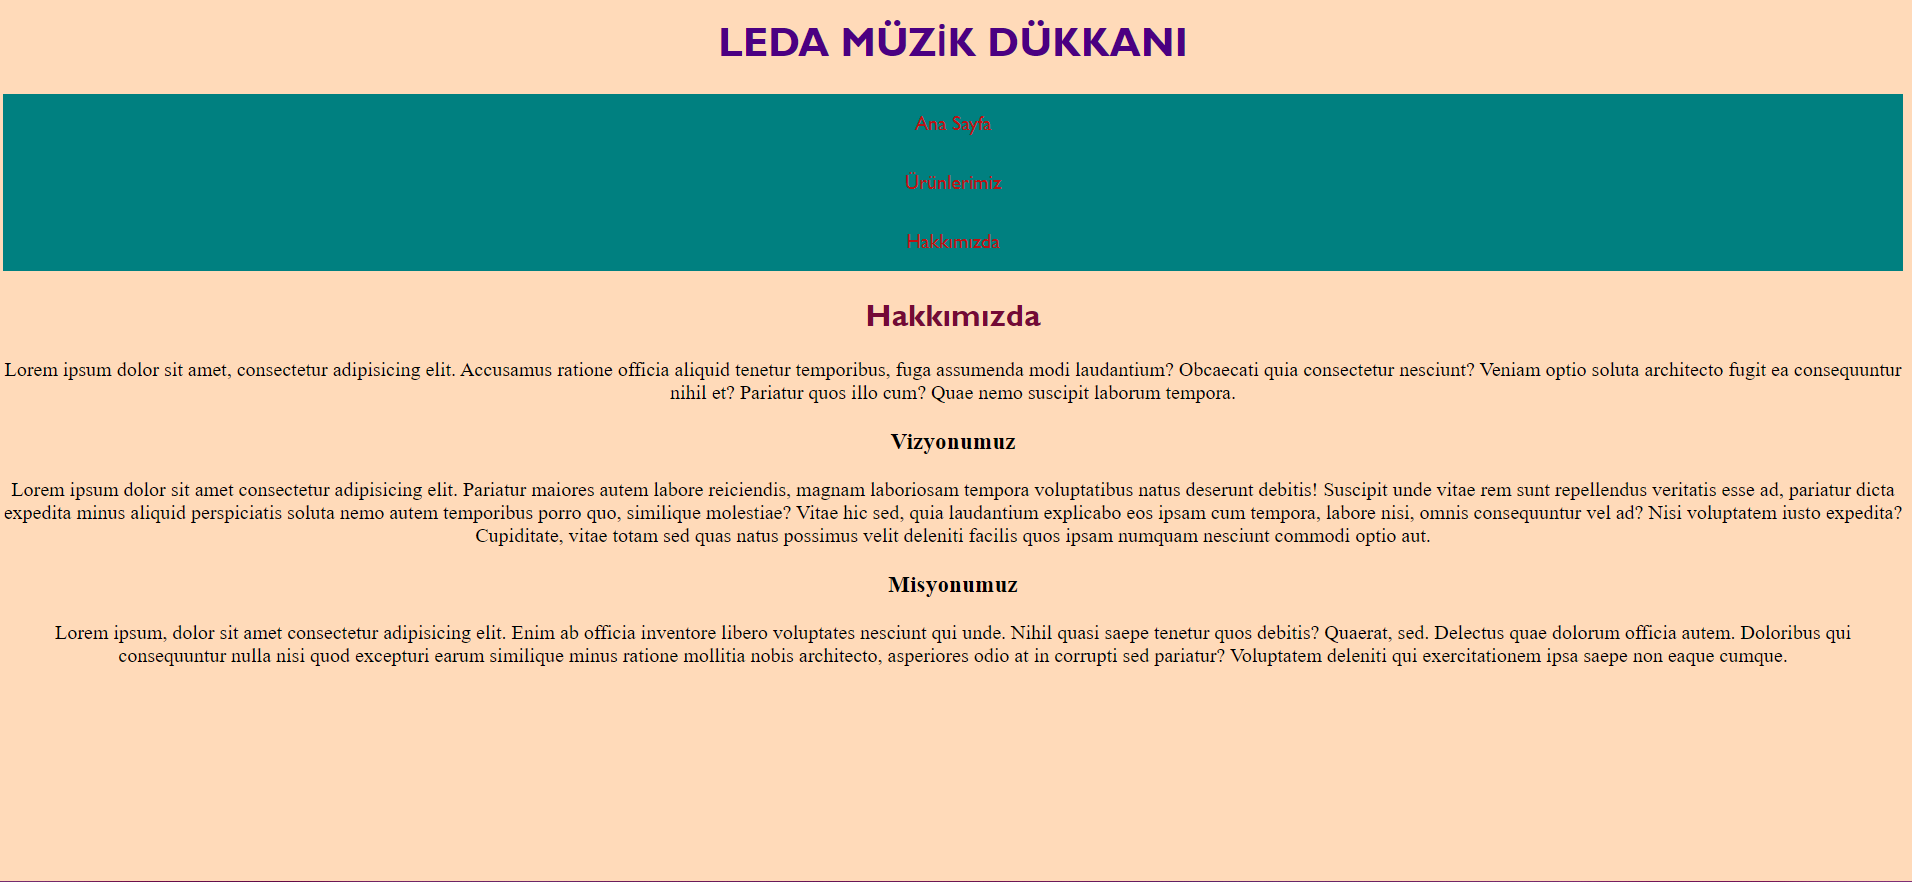 LEDA MÜZİK DÜKKANI
Ana Sayfa
Ürünlerimiz
Hakkımızda
Hakkımızda
Lorem ipsum dolor sit amet, consectetur adipisicing elit. Accusamus ratione officia aliquid tenetur temporibus, fuga assumenda modi laudantium? Obcaecati quia consectetur nesciunt? Veniam optio soluta architecto fugit ea consequuntur
nihil et? Pariatur quos illo cum? Quae nemo suscipit laborum tempora.
Vizyonumuz
Lorem ipsum dolor sit amet consectetur adipisicing elit. Pariatur maiores autem labore reiciendis, magnam laboriosam tempora voluptatibus natus deserunt debitis! Suscipit unde vitae rem sunt repellendus veritatis esse ad, pariatur dicta
expedita minus aliquid perspiciatis soluta nemo autem temporibus porro quo, similique molestiae? Vitae hic sed, quia laudantium explicabo eos ipsam cum tempora, labore nisi, omnis consequuntur vel ad? Nisi voluptatem iusto expedita?
Cupiditate, vitae totam sed quas natus possimus velit deleniti facilis quos ipsam numquam nesciunt commodi optio aut.
Misyonumuz
Lorem ipsum, dolor sit amet consectetur adipisicing elit. Enim ab officia inventore libero voluptates nesciunt qui unde. Nihil quasi saepe tenetur quos debitis? Quaerat, sed. Delectus quae dolorum officia autem. Doloribus qui
consequuntur nulla nisi quod excepturi earum similique minus ratione mollitia nobis architecto, asperiores odio at in corrupti sed pariatur? Voluptatem deleniti qui exercitationem ipsa saepe non eaque cumque.